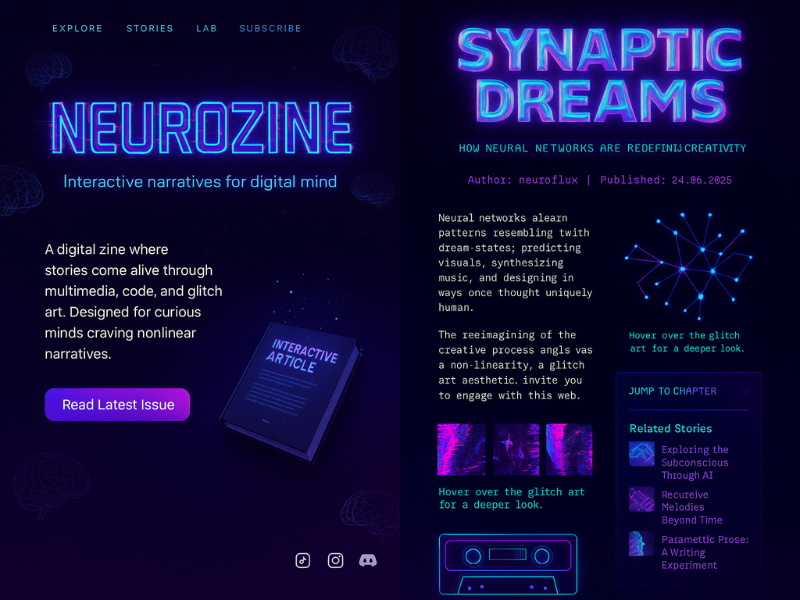 EXPLORE STORIES LAB SUBSCRIBE
NEUROZINE
Interactive narratives for digital mind
A digital zine where
stories come alive through
multimedia, code, and glitch
art. Designed for curious
minds craving nonlinear
narratives.
Read Latest Issue
INTERACTIVE
ARTICLE
SYNAPTIC
DREAMS
HOW NEURAL NETWORKS ARE REDEFINIJCREATIVITY
Author: neuroflux | Published: 24.06.2025
Neural networks alearn
patterns resembling twith
dream-states; predicting
visuals, synthesizing
music, and designing in
ways once thought uniquely
human.
The reeimagining of the
creative process angls vas
a non-linearity, a glitch
art aesthetic. invite you
to engage with this web.
Hover over the glitch art
for a deeper look.
Hover over the glitch
art for a deeper look.
JUMP TO CHAPTER
Related Stories
Exploring the
Subconscious
Through AI
Recureive
Melodies
Beyond Time
Paramettic Prose:
A Writing
Experiment